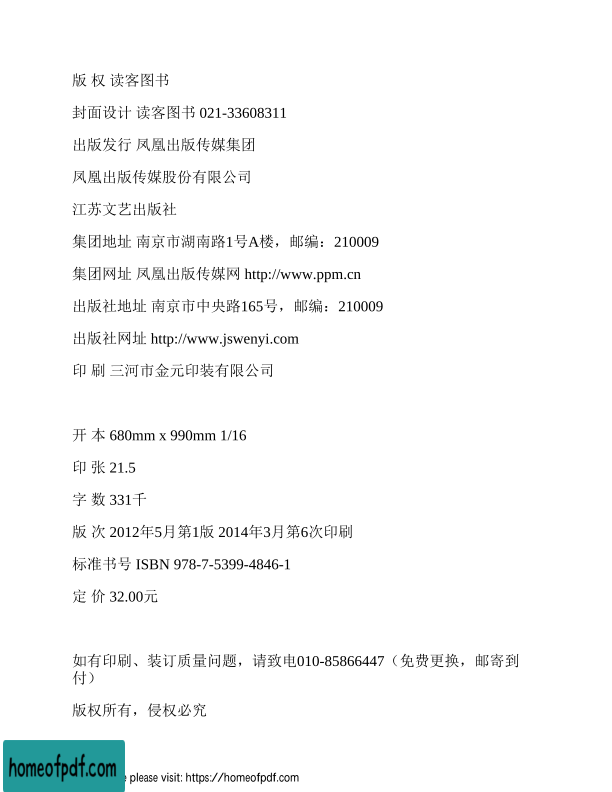 版 权 读客图书
封面设计 读客图书 021-33608311
出版发行 凤凰出版传媒集团
凤凰出版传媒股份有限公司
江苏文艺出版社
集团地址 南京市湖南路1号A楼，邮编：210009
集团网址 凤凰出版传媒网 http://www.ppm.cn
出版社地址 南京市中央路165号，邮编：210009
出版社网址 http://www.jswenyi.com
印 刷 三河市金元印装有限公司
开 本 680mm x 990mm 1/16
印 张 21.5
字 数 331千
版 次 2012年5月第1版 2014年3月第6次印刷
标准书号 ISBN 978-7-5399-4846-1
定 价 32.00元
如有印刷、装订质量问题，请致电010-85866447（免费更换，邮寄到
付）
版权所有，侵权必究
homeofpdf.com
please visit: https://homeofpdf.com